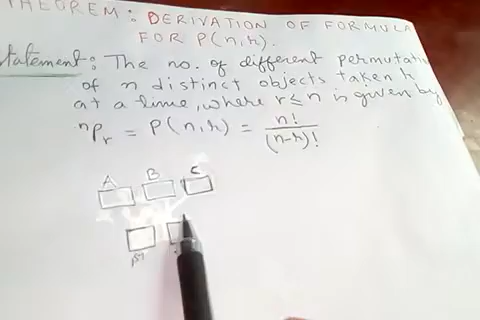 THEOREM: DERIVATION OF FORMULA
FOR P(n,r).
Statement: The no. of different permutatio
of n distinct objects taken r
at a time, where r ≤ n is given by
ⁿPᵣ = P(n,r) = n!/(n-r)!
A B C